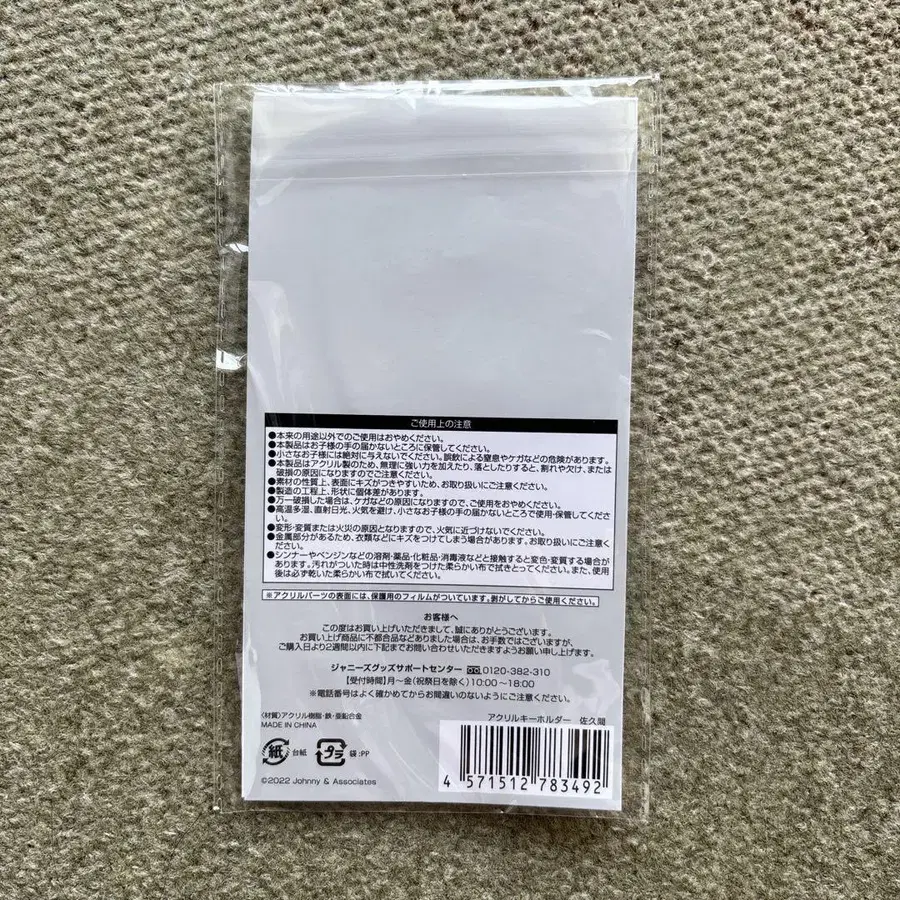 ご使用上の注意
●本来の用途以外でのご使用はおやめください。
●本製品はお子様の手の届かないところに保管してください。
●小さなお子様には絶対に与えないでください。誤飲による窒息やケガなどの危険があります。
●本製品はアクリル製のため、無理に強い力を加えたり、落としたりすると、割れや欠け、または
破損の原因になりますのでご注意ください。
●素材の性質上、表面にキズがつきやすいため、お取り扱いにご注意ください。
●製造の工程上、形状に個体差があります。
●万一破損した場合は、ケガなどの原因になりますので、ご使用をおやめください。
●高温多湿、直射日光、火気を避け、小さなお子様の手の届かないところで使用・保管してくださ
い。
●変形・変質または火災の原因となりますので、火気に近づけないでください。
●金属部分があるため、衣類などにキズをつけてしまう場合があります。お取り扱いにご注意く
ださい。
●シンナーやベンジンなどの溶剤・薬品・化粧品・消毒液などと接触すると変色・変質する場合が
あります。汚れがついた時は中性洗剤をつけた柔らかい布で拭きとってください。また、使用
後は必ず乾いた柔らかい布で拭いてください。
※アクリルパーツの表面には、保護用のフィルムがついています。剥がしてからご使用ください。
お客様へ
この度はお買い上げいただきまして、誠にありがとうございます。
お買い上げ商品に不都合品などありました場合は、お手数ではございますが、
ご購入日より2週間以内に下記までお問い合わせいただきますようお願い申し上げます。
ジャニーズグッズサポートセンター 0120-382-310
【受付時間】月～金(祝祭日を除く)10:00～18:00
※電話番号はよく確かめてからお間違いのないようにご注意ください。
〈材質〉アクリル樹脂・鉄・亜鉛合金
MADE IN CHINA
アクリルキーホルダー 佐久間
紙 台紙 プラ 袋:PP
4 571512 783492
©2022 Johnny & Associates